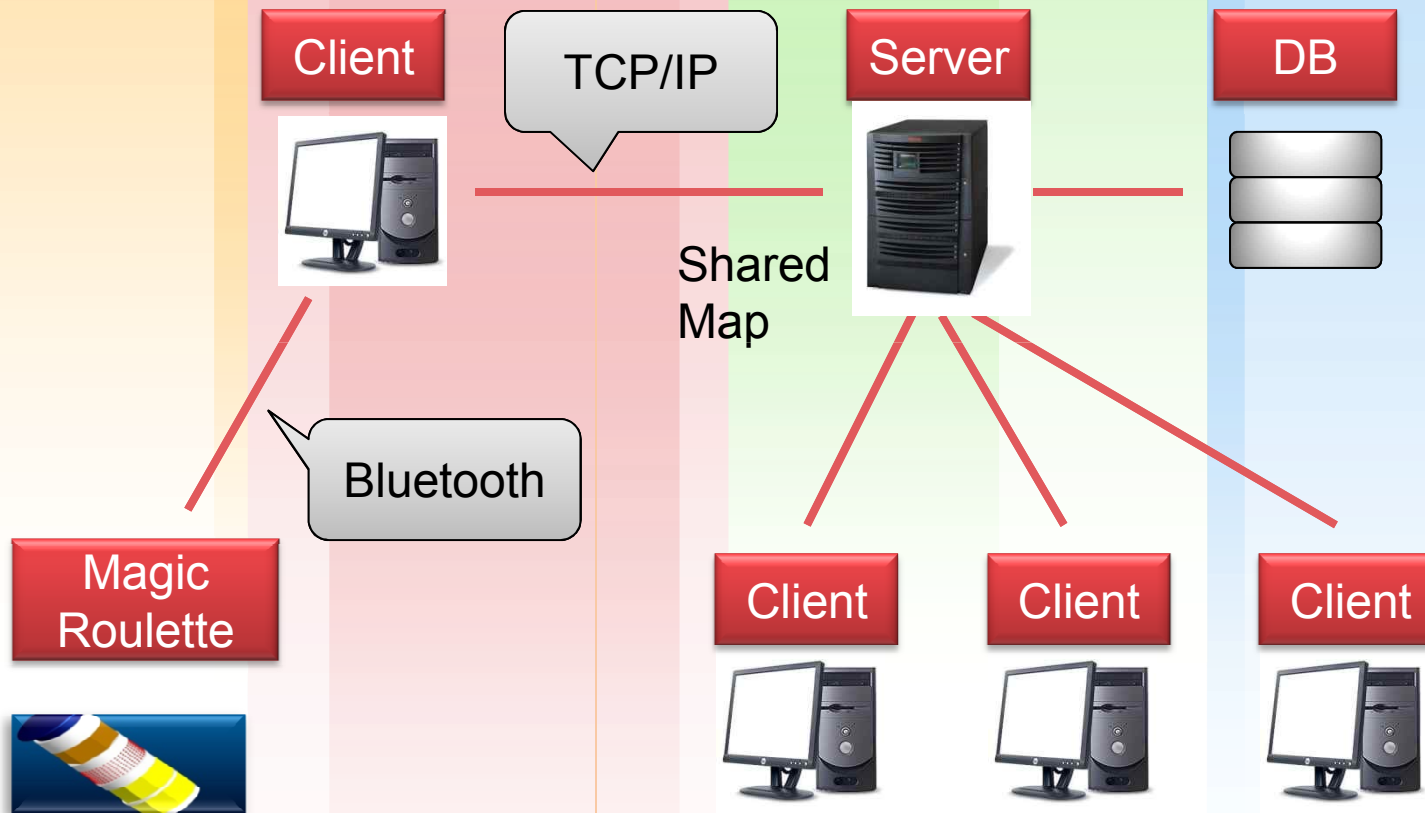 Client
TCP/IP
Server
DB
Shared
Map
Bluetooth
Magic
Roulette
Client
Client
Client